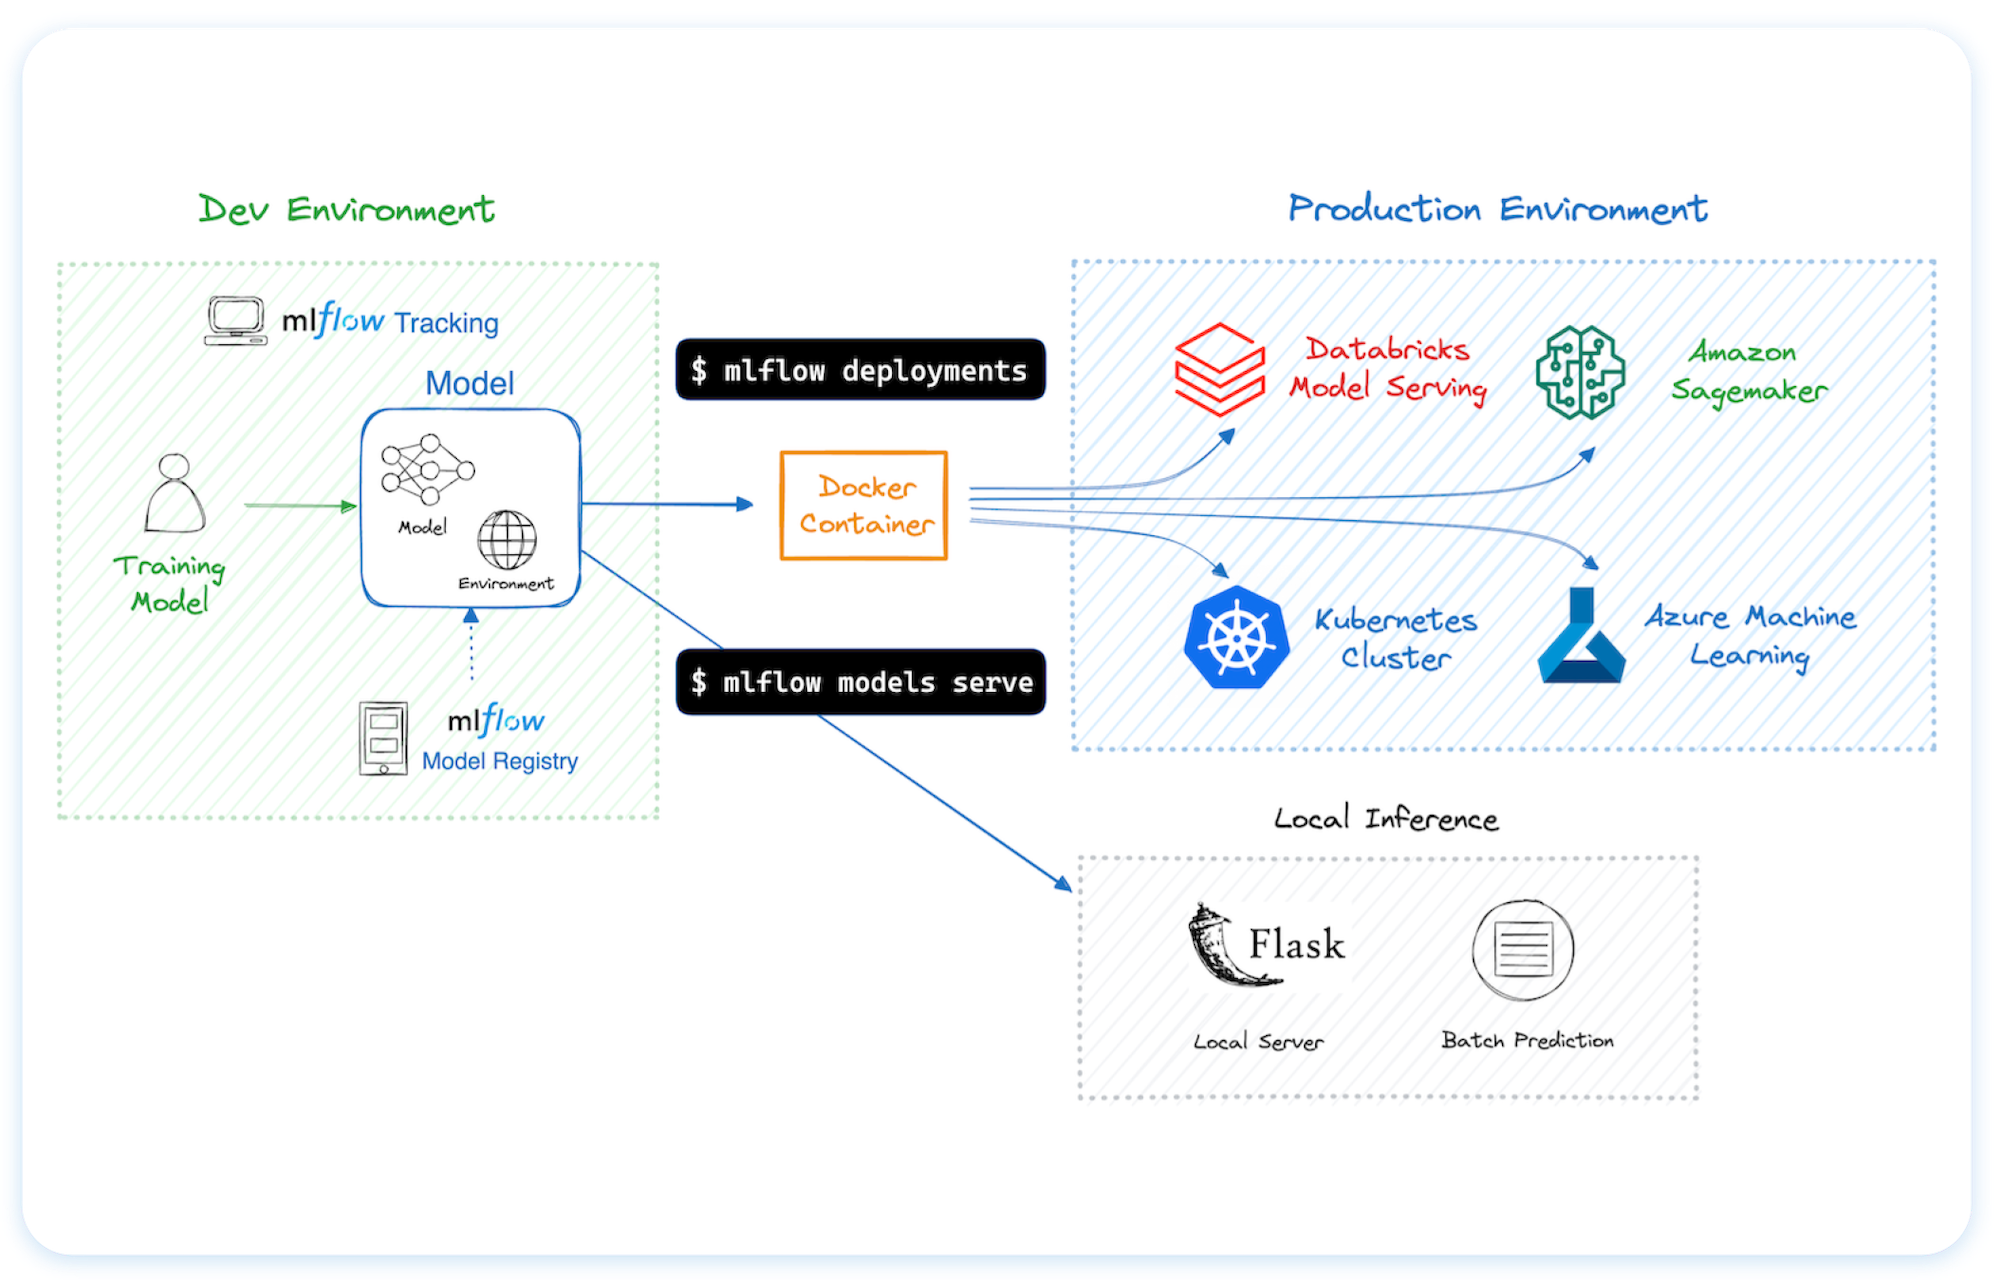 Dev Environment
mlflow Tracking
Model
Model
Environment
Training
Model
mlflow
Model Registry
$ mlflow deployments
Docker
Container
$ mlflow models serve
Production Environment
Databricks
Model Serving
Amazon
Sagemaker
Kubernetes
Cluster
Azure Machine
Learning
Local Inference
Flask
Local Server
Batch Prediction